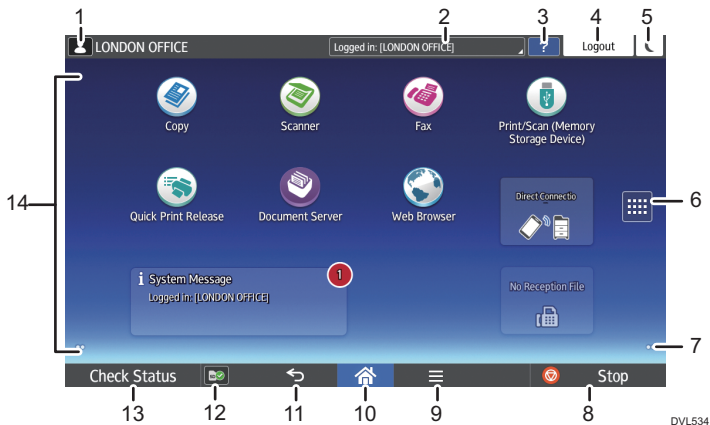 1
2
3
4
5
LONDON OFFICE
Logged in: [LONDON OFFICE]
?
Logout
Copy
Scanner
Fax
Print/Scan (Memory
Storage Device)
14
6
Quick Print Release
Document Server
Web Browser
Direct Connectio
i System Message
1
Logged in: [LONDON OFFICE]
No Reception File
7
Check Status
Stop
13
12
11
10
9
8
DVL534